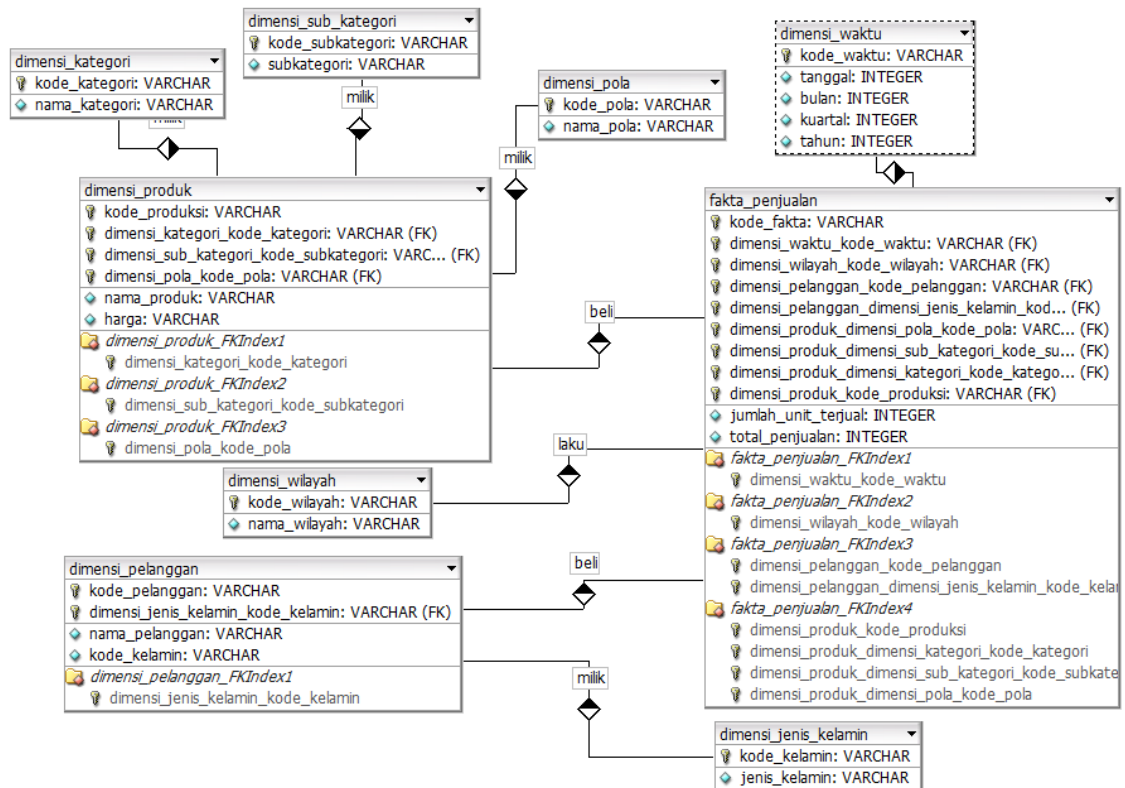 dimensi_sub_kategori
kode_subkategori: VARCHAR
subkategori: VARCHAR
dimensi_kategori
kode_kategori: VARCHAR
nama_kategori: VARCHAR
milik
milik
dimensi_pola
kode_pola: VARCHAR
nama_pola: VARCHAR
milik
dimensi_waktu
kode_waktu: VARCHAR
tanggal: INTEGER
bulan: INTEGER
kuartal: INTEGER
tahun: INTEGER
dimensi_produk
kode_produksi: VARCHAR
dimensi_kategori_kode_kategori: VARCHAR (FK)
dimensi_sub_kategori_kode_subkategori: VARC... (FK)
dimensi_pola_kode_pola: VARCHAR (FK)
nama_produk: VARCHAR
harga: VARCHAR
dimensi_produk_FKIndex1
dimensi_kategori_kode_kategori
dimensi_produk_FKIndex2
dimensi_sub_kategori_kode_subkategori
dimensi_produk_FKIndex3
dimensi_pola_kode_pola
beli
fakta_penjualan
kode_fakta: VARCHAR
dimensi_waktu_kode_waktu: VARCHAR (FK)
dimensi_wilayah_kode_wilayah: VARCHAR (FK)
dimensi_pelanggan_kode_pelanggan: VARCHAR (FK)
dimensi_pelanggan_dimensi_jenis_kelamin_kod... (FK)
dimensi_produk_dimensi_pola_kode_pola: VARC... (FK)
dimensi_produk_dimensi_sub_kategori_kode_su... (FK)
dimensi_produk_dimensi_kategori_kode_katego... (FK)
dimensi_produk_kode_produksi: VARCHAR (FK)
jumlah_unit_terjual: INTEGER
total_penjualan: INTEGER
fakta_penjualan_FKIndex1
dimensi_waktu_kode_waktu
fakta_penjualan_FKIndex2
dimensi_wilayah_kode_wilayah
fakta_penjualan_FKIndex3
dimensi_pelanggan_kode_pelanggan
dimensi_pelanggan_dimensi_jenis_kelamin_kode_kela
fakta_penjualan_FKIndex4
dimensi_produk_kode_produksi
dimensi_produk_dimensi_kategori_kode_kategori
dimensi_produk_dimensi_sub_kategori_kode_subkate
dimensi_produk_dimensi_pola_kode_pola
laku
dimensi_wilayah
kode_wilayah: VARCHAR
nama_wilayah: VARCHAR
beli
dimensi_pelanggan
kode_pelanggan: VARCHAR
dimensi_jenis_kelamin_kode_kelamin: VARCHAR (FK)
nama_pelanggan: VARCHAR
kode_kelamin: VARCHAR
dimensi_pelanggan_FKIndex1
dimensi_jenis_kelamin_kode_kelamin
milik
dimensi_jenis_kelamin
kode_kelamin: VARCHAR
jenis_kelamin: VARCHAR